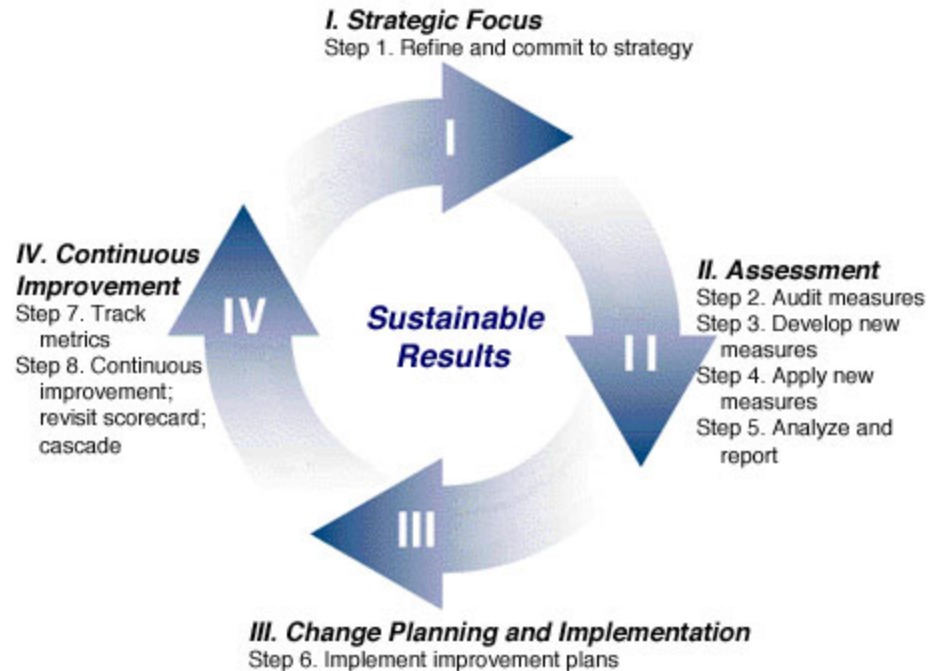 I. Strategic Focus
Step 1. Refine and commit to strategy
I
II. Assessment
Step 2. Audit measures
Step 3. Develop new
measures
Step 4. Apply new
measures
Step 5. Analyze and
report
II
III. Change Planning and Implementation
Step 6. Implement improvement plans
III
IV. Continuous
Improvement
Step 7. Track
metrics
Step 8. Continuous
improvement;
revisit scorecard;
cascade
IV
Sustainable
Results